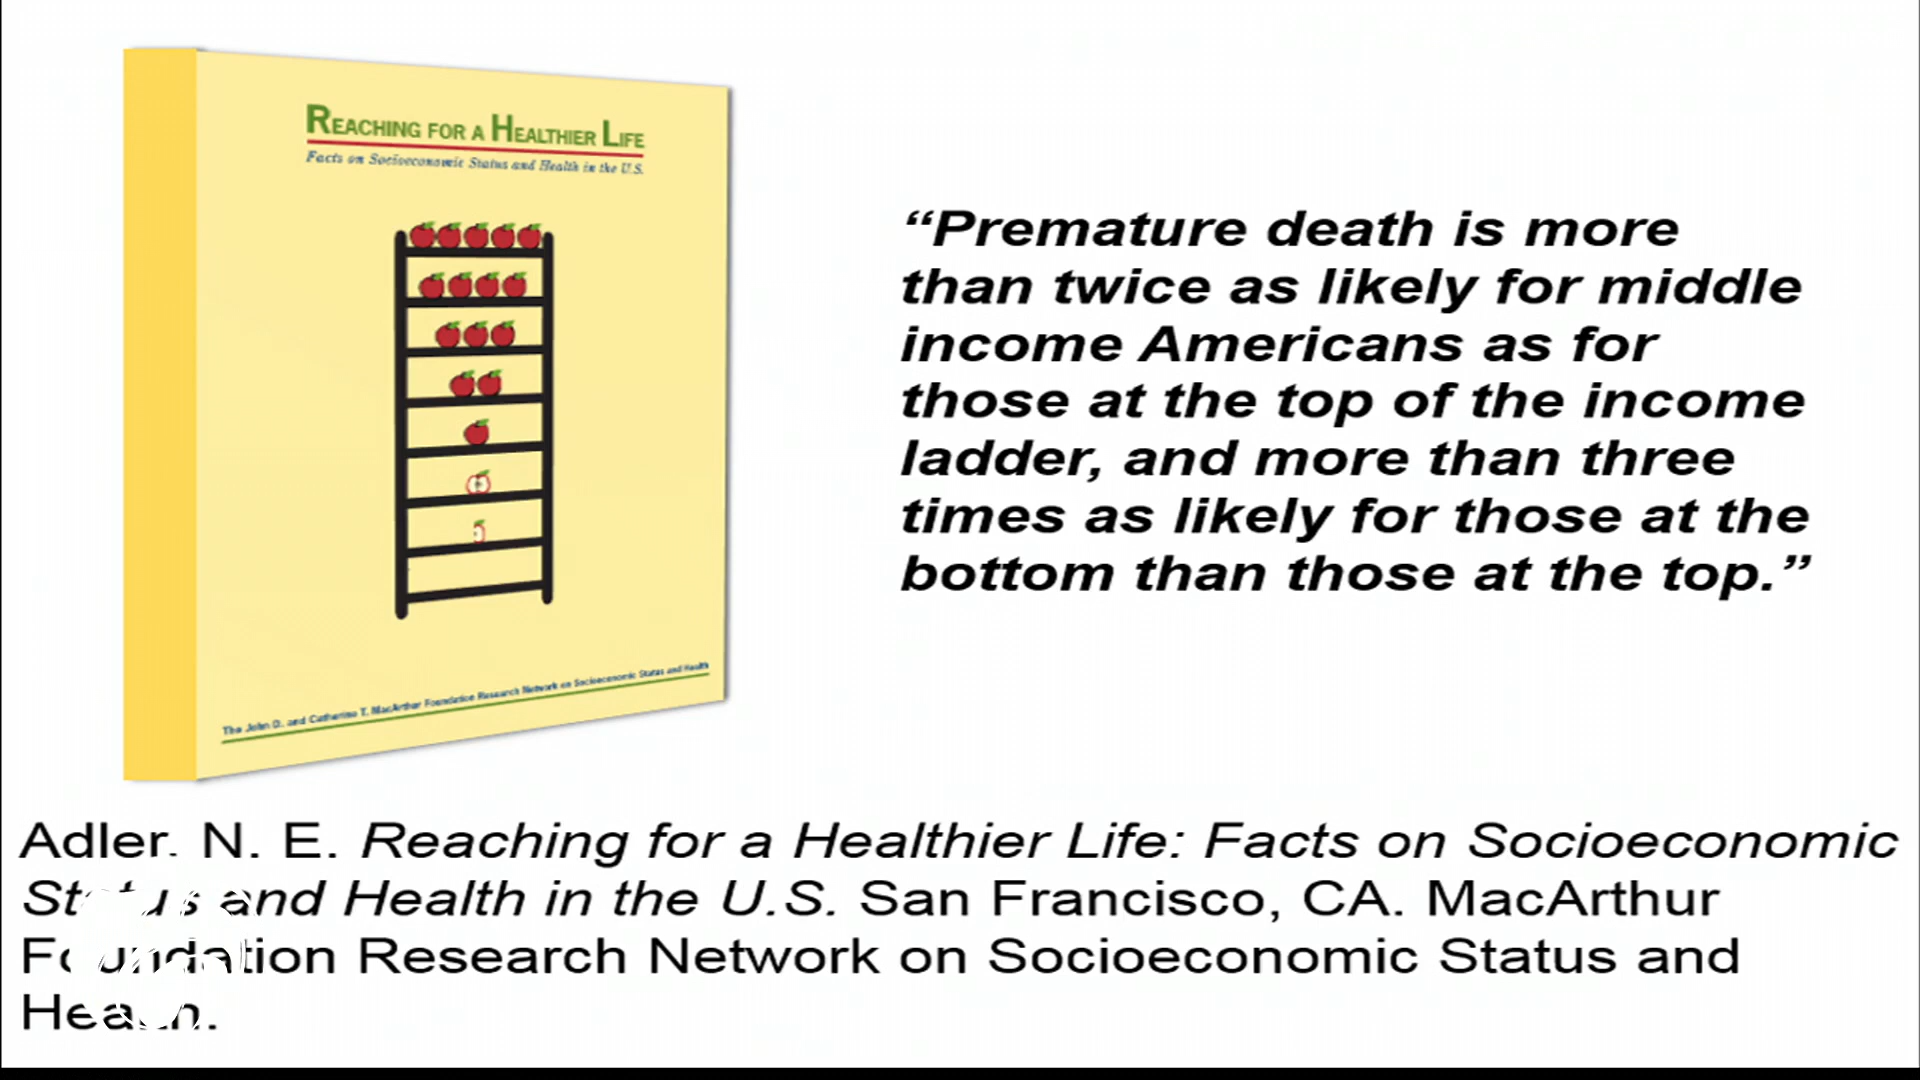 REACHING FOR A HEALTHIER LIFE
Facts on Socioeconomic Status and Health in the U.S.
The John D. and Catherine T. MacArthur Foundation Research Network on Socioeconomic Status and Health
“Premature death is more
than twice as likely for middle
income Americans as for
those at the top of the income
ladder, and more than three
times as likely for those at the
bottom than those at the top.”
Adler. N. E. Reaching for a Healthier Life: Facts on Socioeconomic
Status and Health in the U.S. San Francisco, CA. MacArthur
Foundation Research Network on Socioeconomic Status and
Health.